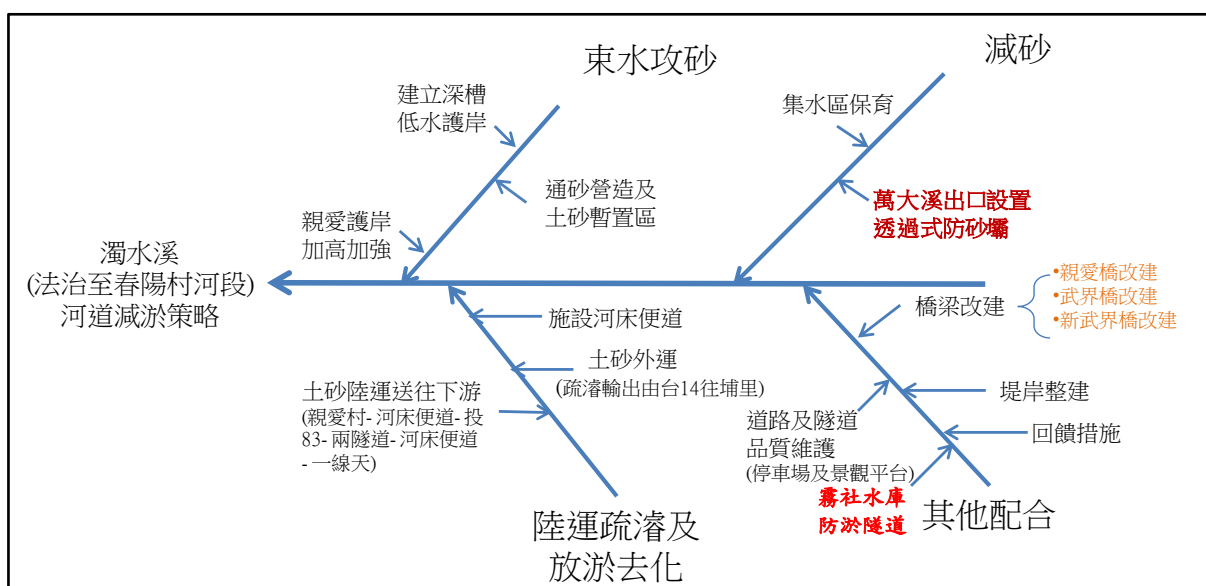 束水攻砂
減砂
建立深槽
低水護岸
集水區保育
通砂營造及
土砂暫置區
萬大溪出口設置
透過式防砂壩
親愛護岸
加高加強
濁水溪
(法治至春陽村河段)
河道減淤策略
•親愛橋改建
•武界橋改建
•新武界橋改建
橋梁改建
施設河床便道
土砂外運
(疏濬輸出由台14往埔里)
土砂陸運送往下游
(親愛村-河床便道-投
83-兩隧道-河床便道
-一線天)
堤岸整建
道路及隧道
品質維護
(停車場及景觀平台)
回饋措施
霧社水庫
防淤隧道
其他配合
陸運疏濬及
放淤去化